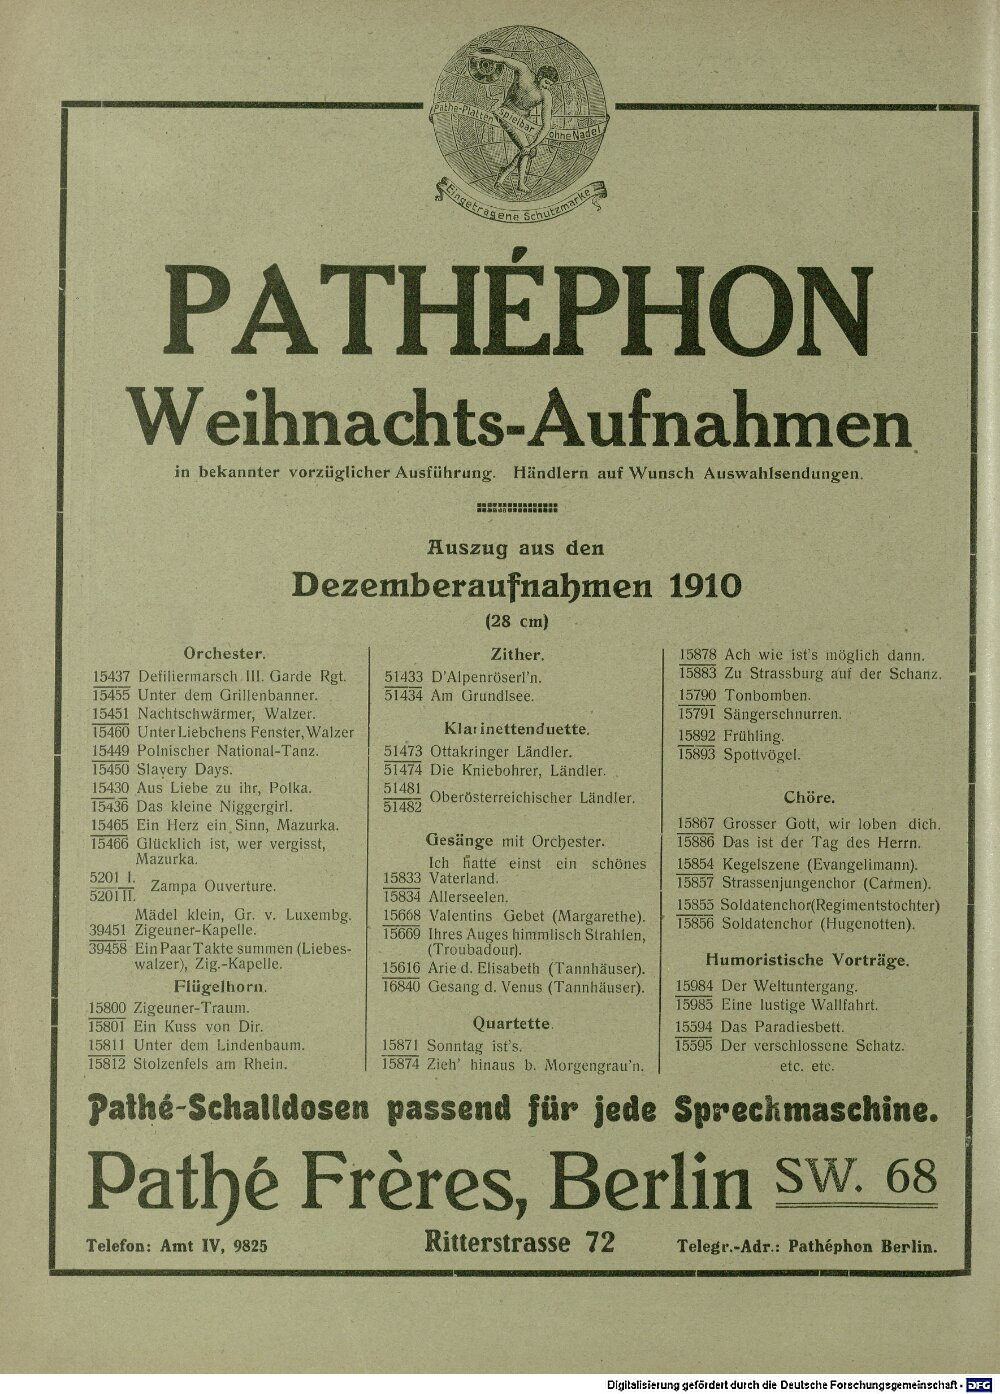 Pathé-Platten spielbar ohne Nadel
Eingetragene Schutzmarke
PATHÉPHON
Weihnachts-Aufnahmen
in bekannter vorzüglicher Ausführung. Händlern auf Wunsch Auswahlsendungen.
Auszug aus den
Dezemberaufnahmen 1910
(28 cm)
Orchester.
15437 Defiliermarsch III. Garde Rgt.
15455 Unter dem Grillenbanner.
15451 Nachtschwärmer, Walzer.
15460 Unter Liebchens Fenster, Walzer
15449 Polnischer National-Tanz.
15450 Slavery Days.
15430 Aus Liebe zu ihr, Polka.
15436 Das kleine Niggergirl.
15465 Ein Herz ein Sinn, Mazurka.
15466 Glücklich ist, wer vergisst,
Mazurka.
5201 I.
5201 II. Zampa Ouverture.
Mädel klein, Gr. v. Luxembg.
39451 Zigeuner-Kapelle.
39458 Ein Paar Takte summen (Liebes-
walzer), Zig.-Kapelle.
Flügelhorn.
15800 Zigeuner-Traum.
15801 Ein Kuss von Dir.
15811 Unter dem Lindenbaum.
15812 Stolzenfels am Rhein.
Zither.
51433 D'Alpenröserl'n.
51434 Am Grundlsee.
Klarinettenduette.
51473 Ottakringer Ländler.
51474 Die Kniebohrer, Ländler.
51481
51482 Oberösterreichischer Ländler.
Gesänge mit Orchester.
Ich hatte einst ein schönes
15833 Vaterland.
15834 Allerseelen.
15668 Valentins Gebet (Margarethe).
15669 Ihres Auges himmlisch Strahlen,
(Troubadour).
15616 Arie d. Elisabeth (Tannhäuser).
16840 Gesang d. Venus (Tannhäuser).
Quartette.
15871 Sonntag ist's.
15874 Zieh' hinaus b. Morgengrau'n.
15878 Ach wie ist's möglich dann.
15883 Zu Strassburg auf der Schanz.
15790 Tonbomben.
15791 Sängerschnurren.
15892 Frühling.
15893 Spottvögel.
Chöre.
15867 Grosser Gott, wir loben dich.
15886 Das ist der Tag des Herrn.
15854 Kegelszene (Evangelimann).
15857 Strassenjungenchor (Carmen).
15855 Soldatenchor(Regimentstochter)
15856 Soldatenchor (Hugenotten).
Humoristische Vorträge.
15984 Der Weltuntergang.
15985 Eine lustige Wallfahrt.
15594 Das Paradiesbett.
15595 Der verschlossene Schatz.
etc. etc.
Pathé-Schalldosen passend für jede Sprechmaschine.
Pathé Frères, Berlin SW. 68
Telefon: Amt IV, 9825 Ritterstrasse 72 Telegr.-Adr.: Pathéphon Berlin.
Digitalisierung gefördert durch die Deutsche Forschungsgemeinschaft - DFG